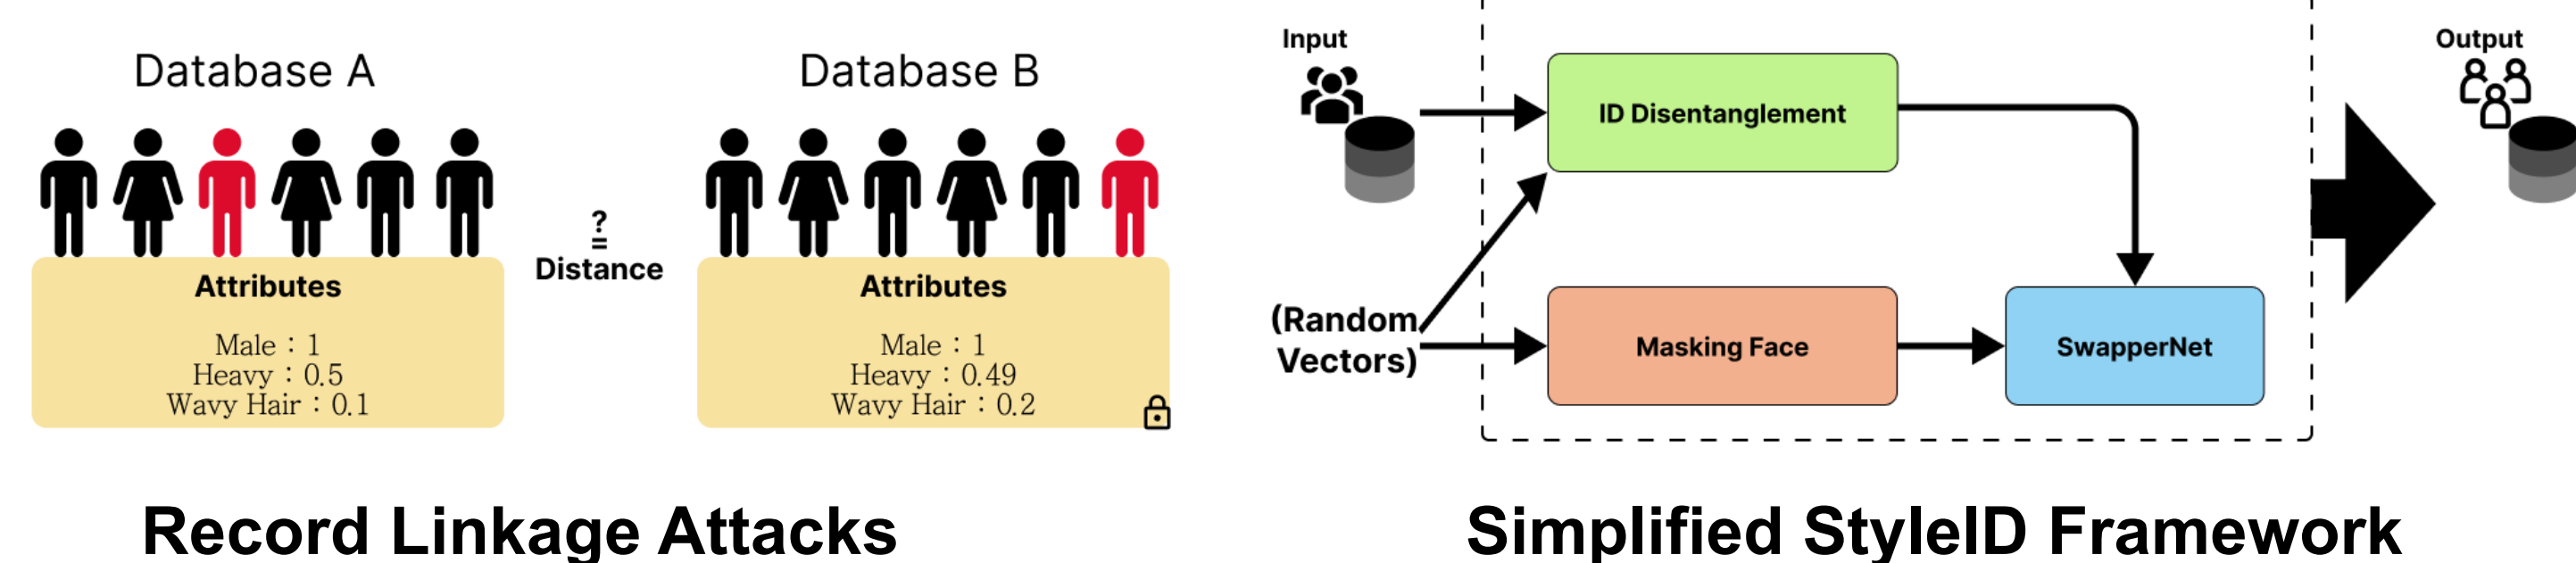 Database A
Attributes
Male : 1
Heavy : 0.5
Wavy Hair : 0.1
?
=
Distance
Database B
Attributes
Male : 1
Heavy : 0.49
Wavy Hair : 0.2
Record Linkage Attacks
Input
(Random
Vectors)
ID Disentanglement
Masking Face
SwapperNet
Output
Simplified StyleID Framework